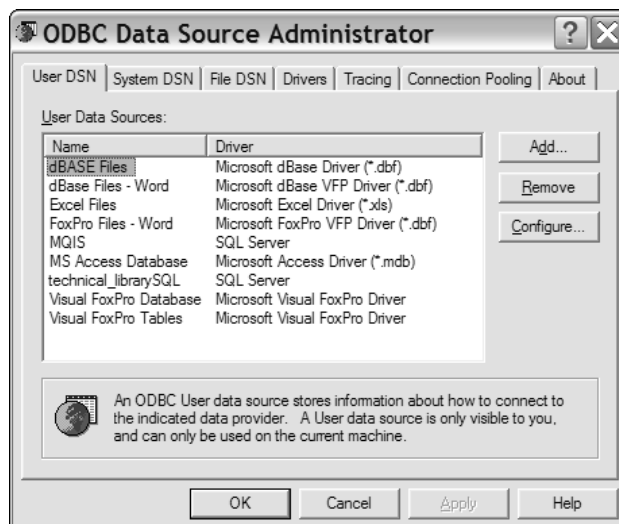 ODBC Data Source Administrator
User DSN System DSN File DSN Drivers Tracing Connection Pooling About
User Data Sources:
Name Driver
dBASE Files Microsoft dBase Driver (*.dbf)
dBase Files - Word Microsoft dBase VFP Driver (*.dbf)
Excel Files Microsoft Excel Driver (*.xls)
FoxPro Files - Word Microsoft FoxPro VFP Driver (*.dbf)
MQIS SQL Server
MS Access Database Microsoft Access Driver (*.mdb)
technical_librarySQL SQL Server
Visual FoxPro Database Microsoft Visual FoxPro Driver
Visual FoxPro Tables Microsoft Visual FoxPro Driver
Add...
Remove
Configure...
An ODBC User data source stores information about how to connect to
the indicated data provider. A User data source is only visible to you,
and can only be used on the current machine.
OK Cancel Apply Help